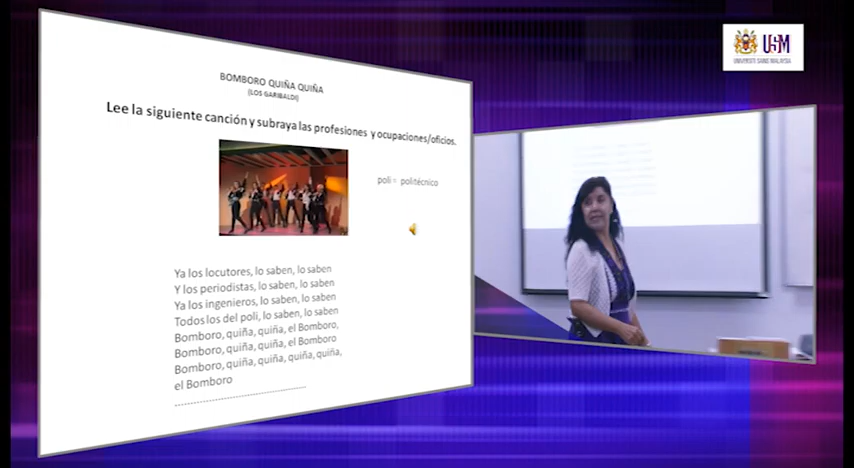 BOMBORO QUIÑA QUIÑA
(LOS GARIBALDI)
Lee la siguiente canción y subraya las profesiones y ocupaciones/oficios.
poli = politécnico
Ya los locutores, lo saben, lo saben
Y los periodistas, lo saben, lo saben
Ya los ingenieros, lo saben, lo saben
Todos los del poli, lo saben, lo saben
Bomboro, quiña, quiña, el Bomboro,
Bomboro, quiña, quiña, el Bomboro
Bomboro, quiña, quiña, quiña, quiña,
el Bomboro
USM
UNIVERSITI SAINS MALAYSIA